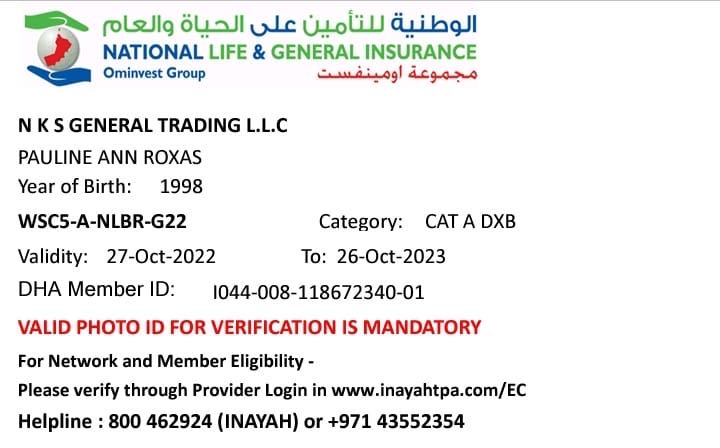 الوطنية للتأمين على الحياة والعام
NATIONAL LIFE & GENERAL INSURANCE
Ominvest Group مجموعة اومينفست
N K S GENERAL TRADING L.L.C
PAULINE ANN ROXAS
Year of Birth: 1998
WSC5-A-NLBR-G22 Category: CAT A DXB
Validity: 27-Oct-2022 To: 26-Oct-2023
DHA Member ID: I044-008-118672340-01
VALID PHOTO ID FOR VERIFICATION IS MANDATORY
For Network and Member Eligibility -
Please verify through Provider Login in www.inayahtpa.com/EC
Helpline : 800 462924 (INAYAH) or +971 43552354